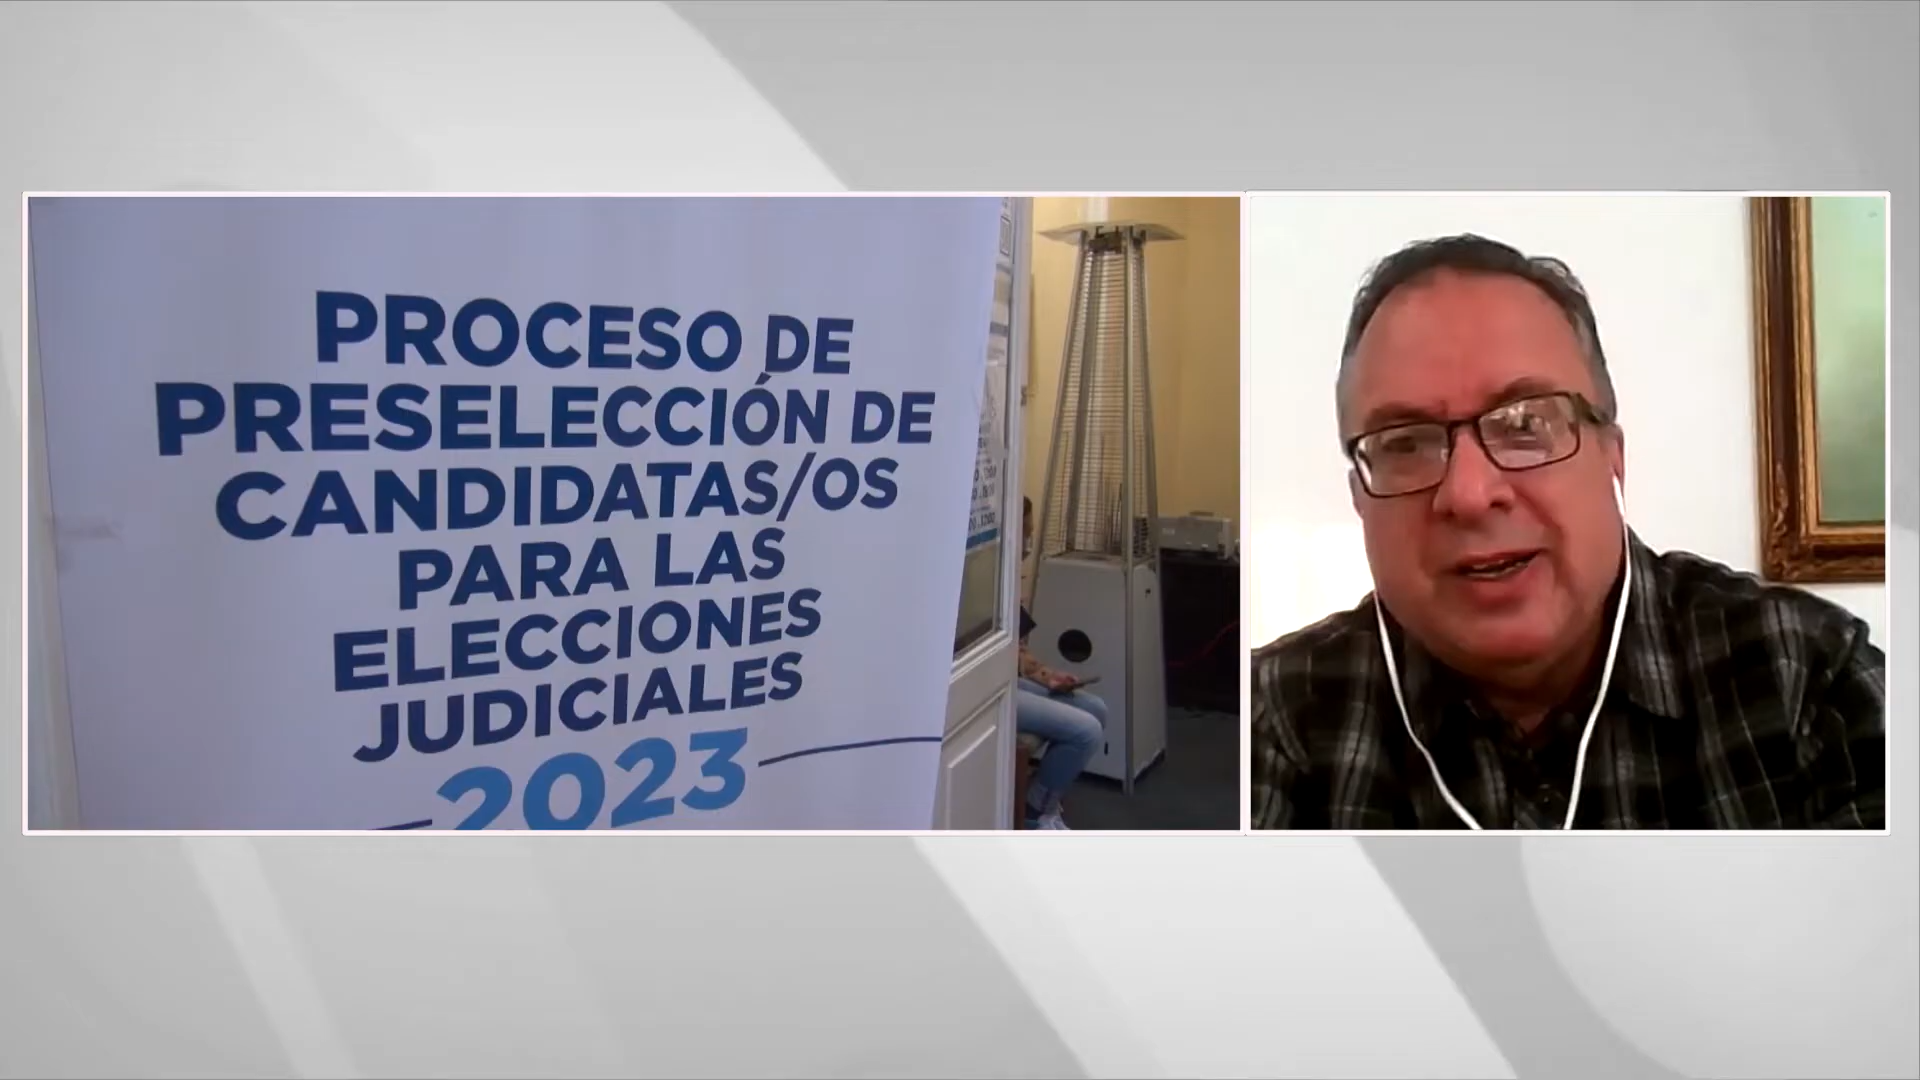 PROCESO DE
PRESELECCIÓN DE
CANDIDATAS/OS
PARA LAS
ELECCIONES
JUDICIALES
2023